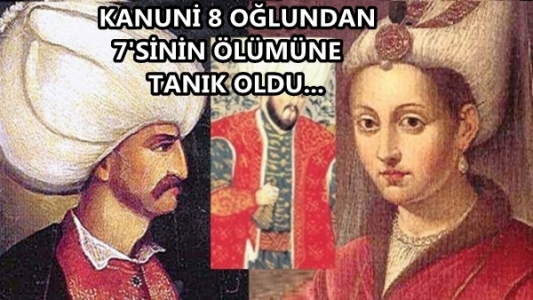 KANUNİ 8 OĞLUNDAN
7'SİNİN ÖLÜMÜNE
TANIK OLDU...